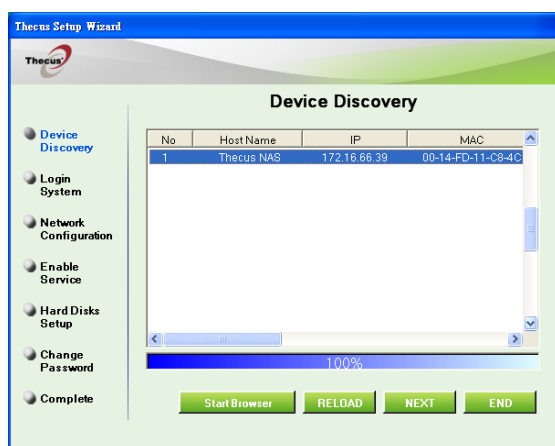 Thecus Setup Wizard
Thecus
Device Discovery
Device
Discovery
Login
System
Network
Configuration
Enable
Service
Hard Disks
Setup
Change
Password
Complete
No Host Name IP MAC
1 Thecus NAS 172.16.66.39 00-14-FD-11-C8-4C
100%
Start Browser RELOAD NEXT END